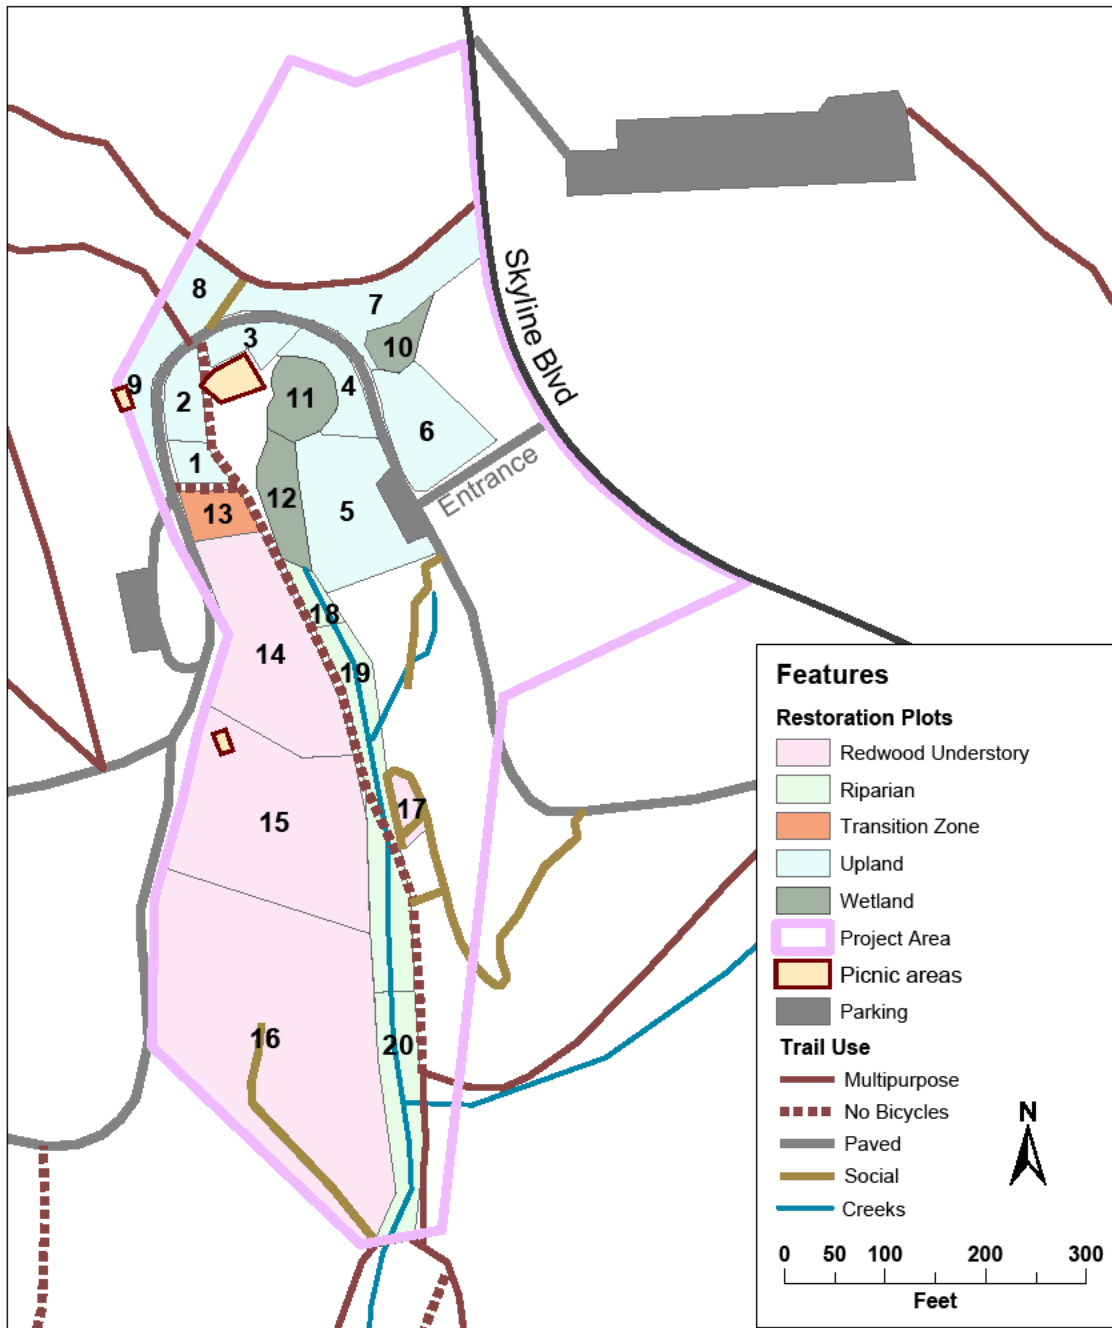 8
7
3
10
9
2
11
4
6
1
12
5
13
18
14
19
17
15
16
20
Skyline Blvd
Entrance
Features
Restoration Plots
Redwood Understory
Riparian
Transition Zone
Upland
Wetland
Project Area
Picnic areas
Parking
Trail Use
Multipurpose
No Bicycles
Paved
Social
Creeks
N
0 50 100 200 300
Feet